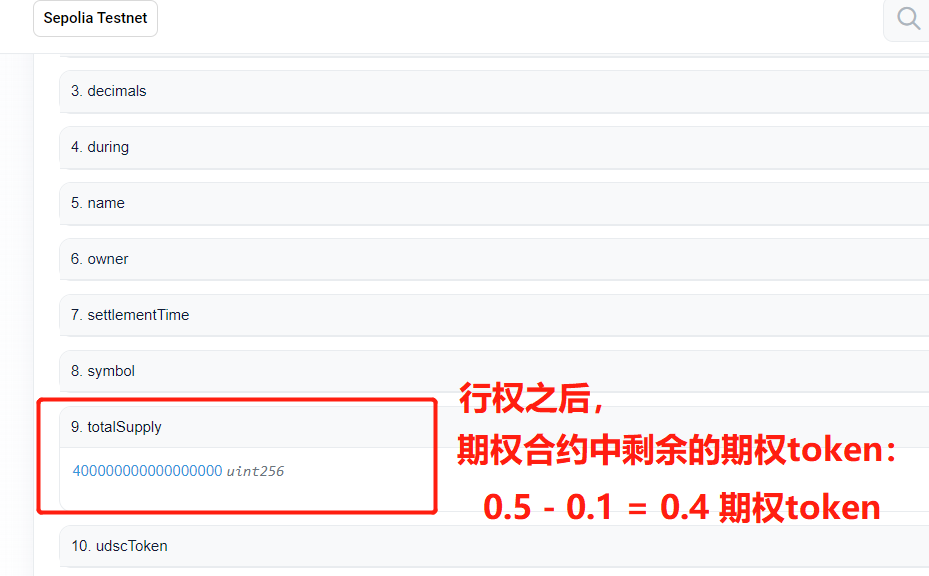 Sepolia Testnet
3. decimals
4. during
5. name
6. owner
7. settlementTime
8. symbol
行权之后，
9. totalSupply
期权合约中剩余的期权token：
400000000000000000 uint256
0.5 - 0.1 = 0.4 期权token
10. udscToken